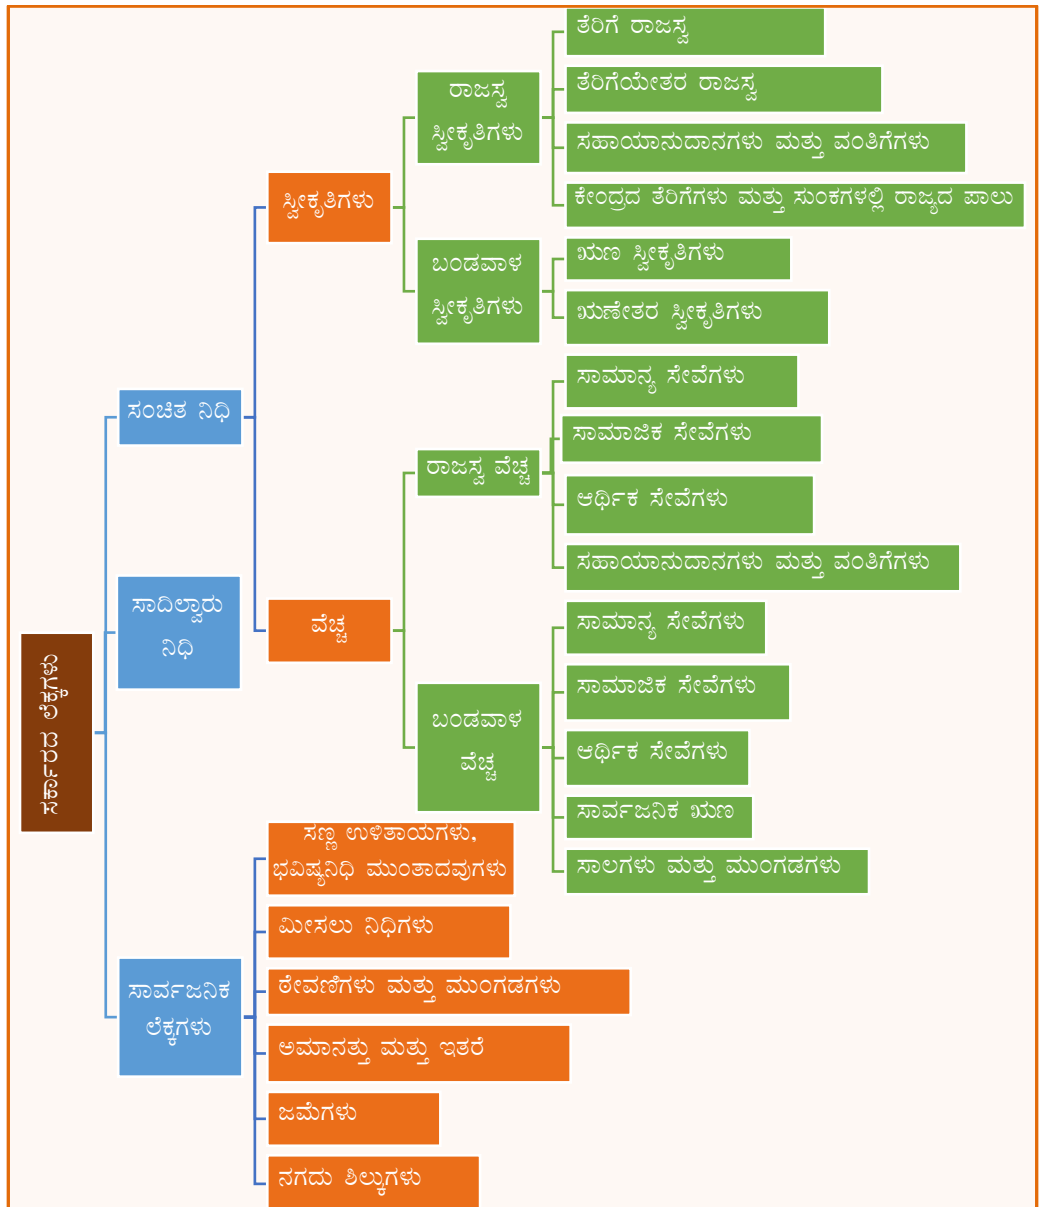 ಸರ್ಕಾರದ ಲೆಕ್ಕಗಳು
ಸಂಚಿತ ನಿಧಿ
ಸ್ವೀಕೃತಿಗಳು
ರಾಜಸ್ವ
ಸ್ವೀಕೃತಿಗಳು
ತೆರಿಗೆ ರಾಜಸ್ವ
ತೆರಿಗೆಯೇತರ ರಾಜಸ್ವ
ಸಹಾಯಾನುದಾನಗಳು ಮತ್ತು ವಂತಿಗೆಗಳು
ಕೇಂದ್ರದ ತೆರಿಗೆಗಳು ಮತ್ತು ಸುಂಕಗಳಲ್ಲಿ ರಾಜ್ಯದ ಪಾಲು
ಬಂಡವಾಳ
ಸ್ವೀಕೃತಿಗಳು
ಋಣ ಸ್ವೀಕೃತಿಗಳು
ಋಣೇತರ ಸ್ವೀಕೃತಿಗಳು
ವೆಚ್ಚ
ರಾಜಸ್ವ ವೆಚ್ಚ
ಸಾಮಾನ್ಯ ಸೇವೆಗಳು
ಸಾಮಾಜಿಕ ಸೇವೆಗಳು
ಆರ್ಥಿಕ ಸೇವೆಗಳು
ಸಹಾಯಾನುದಾನಗಳು ಮತ್ತು ವಂತಿಗೆಗಳು
ಬಂಡವಾಳ
ವೆಚ್ಚ
ಸಾಮಾನ್ಯ ಸೇವೆಗಳು
ಸಾಮಾಜಿಕ ಸೇವೆಗಳು
ಆರ್ಥಿಕ ಸೇವೆಗಳು
ಸಾರ್ವಜನಿಕ ಋಣ
ಸಾಲಗಳು ಮತ್ತು ಮುಂಗಡಗಳು
ಸಾದಿಲ್ವಾರು
ನಿಧಿ
ಸಾರ್ವಜನಿಕ
ಲೆಕ್ಕಗಳು
ಸಣ್ಣ ಉಳಿತಾಯಗಳು,
ಭವಿಷ್ಯನಿಧಿ ಮುಂತಾದವುಗಳು
ಮೀಸಲು ನಿಧಿಗಳು
ಠೇವಣಿಗಳು ಮತ್ತು ಮುಂಗಡಗಳು
ಅಮಾನತ್ತು ಮತ್ತು ಇತರೆ
ಜಮೆಗಳು
ನಗದು ಶಿಲ್ಕುಗಳು